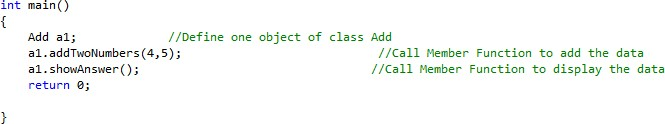 int main()
{
    Add a1;             //Define one object of class Add
    a1.addTwoNumbers(4,5);                            //Call Member Function to add the data
    a1.showAnswer();                                 //Call Member Function to display the data
    return 0;
}